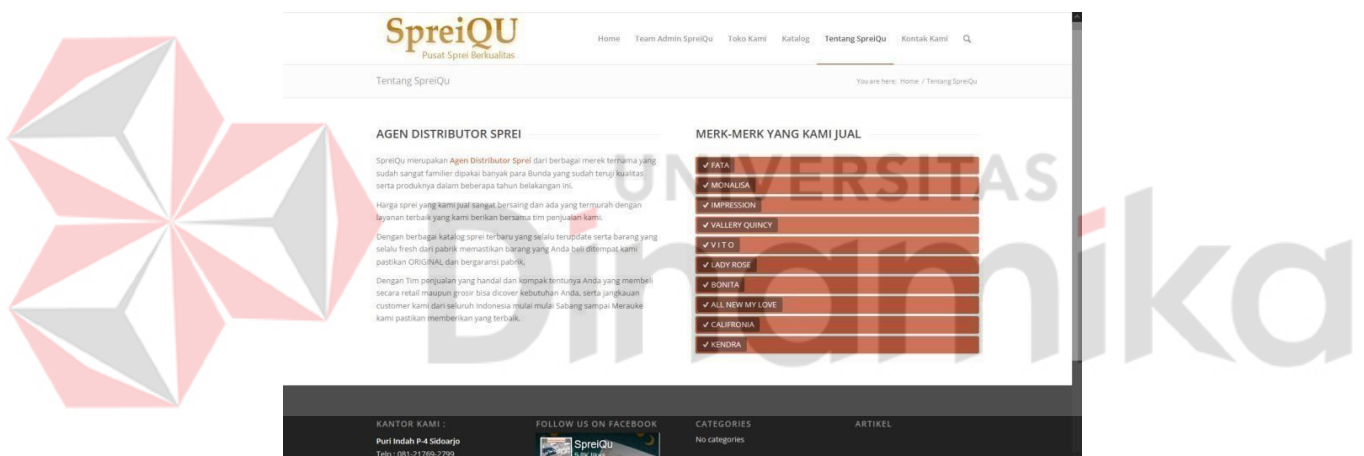 SpreiQU
Pusat Sprei Berkualitas
Home Team Admin SpreiQu Toko Kami Katalog Tentang SpreiQu Kontak Kami
Tentang SpreiQu
You are here: Home / Tentang SpreiQu
AGEN DISTRIBUTOR SPREI
SpreiQu merupakan Agen Distributor Sprei dari berbagai merek ternama yang
sudah sangat familier dipakai banyak para Bunda yang sudah teruji kualitas
serta produknya dalam beberapa tahun belakangan ini.
Harga sprei yang kami jual sangat bersaing dan ada yang termurah dengan
layanan terbaik yang kami berikan bersama tim penjualan kami.
Dengan berbagai katalog sprei terbaru yang selalu terupdate serta barang yang
selalu fresh dari pabrik memastikan barang yang Anda beli ditempat kami
pastikan ORIGINAL dan bergaransi pabrik.
Dengan Tim penjualan yang handal dan kompak tentunya Anda yang membeli
secara retail maupun grosir bisa dicover kebutuhan Anda, serta jangkauan
customer kami dari seluruh Indonesia mulai mulai Sabang sampai Merauke
kami pastikan memberikan yang terbaik.
MERK-MERK YANG KAMI JUAL
✓ FATA
✓ MONALISA
✓ IMPRESSION
✓ VALLERY QUINCY
✓ V I T O
✓ LADY ROSE
✓ BONITA
✓ ALL NEW MY LOVE
✓ CALIFRONIA
✓ KENDRA
UNIVERSITAS
Dinamika
KANTOR KAMI :
Puri Indah P-4 Sidoarjo
Telp : 081-21769-2799
FOLLOW US ON FACEBOOK
SpreiQu
CATEGORIES
No categories
ARTIKEL